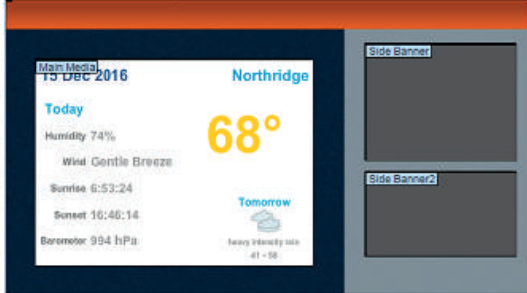 Main Media
15 Dec 2016
Northridge
Today
68°
Humidity 74%
Wind Gentle Breeze
Sunrise 6:53:24
Sunset 16:46:14
Barometer 994 hPa
Tomorrow
heavy intensity rain
41 - 58
Side Banner
Side Banner2